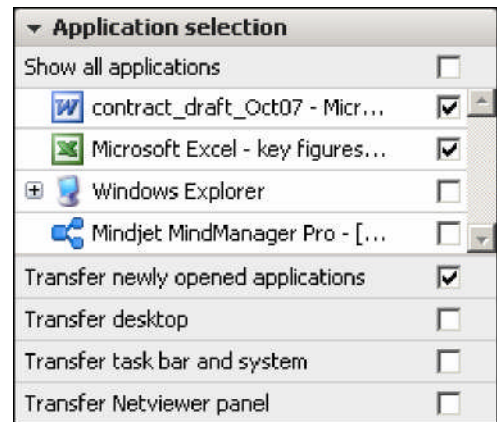 Application selection
Show all applications
contract_draft_Oct07 - Micr...
Microsoft Excel - key figures...
Windows Explorer
Mindjet MindManager Pro - [...
Transfer newly opened applications
Transfer desktop
Transfer task bar and system
Transfer Netviewer panel